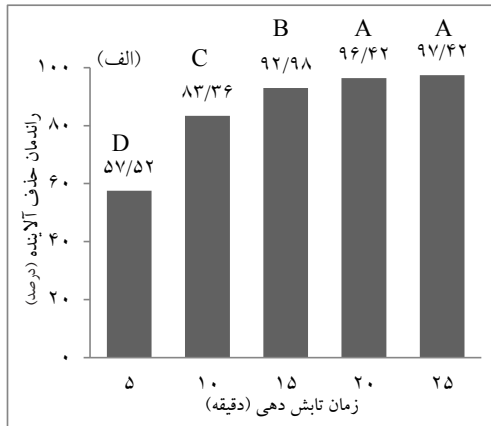 (الف)
D
۵۷/۵۲
C
۸۳/۳۶
B
۹۲/۹۸
A
۹۶/۴۲
A
۹۷/۴۲
راندمان حذف آلاینده (درصد)
۱۰۰
۸۰
۶۰
۴۰
۲۰
۰
۵ ۱۰ ۱۵ ۲۰ ۲۵
زمان تابش دهی (دقیقه)